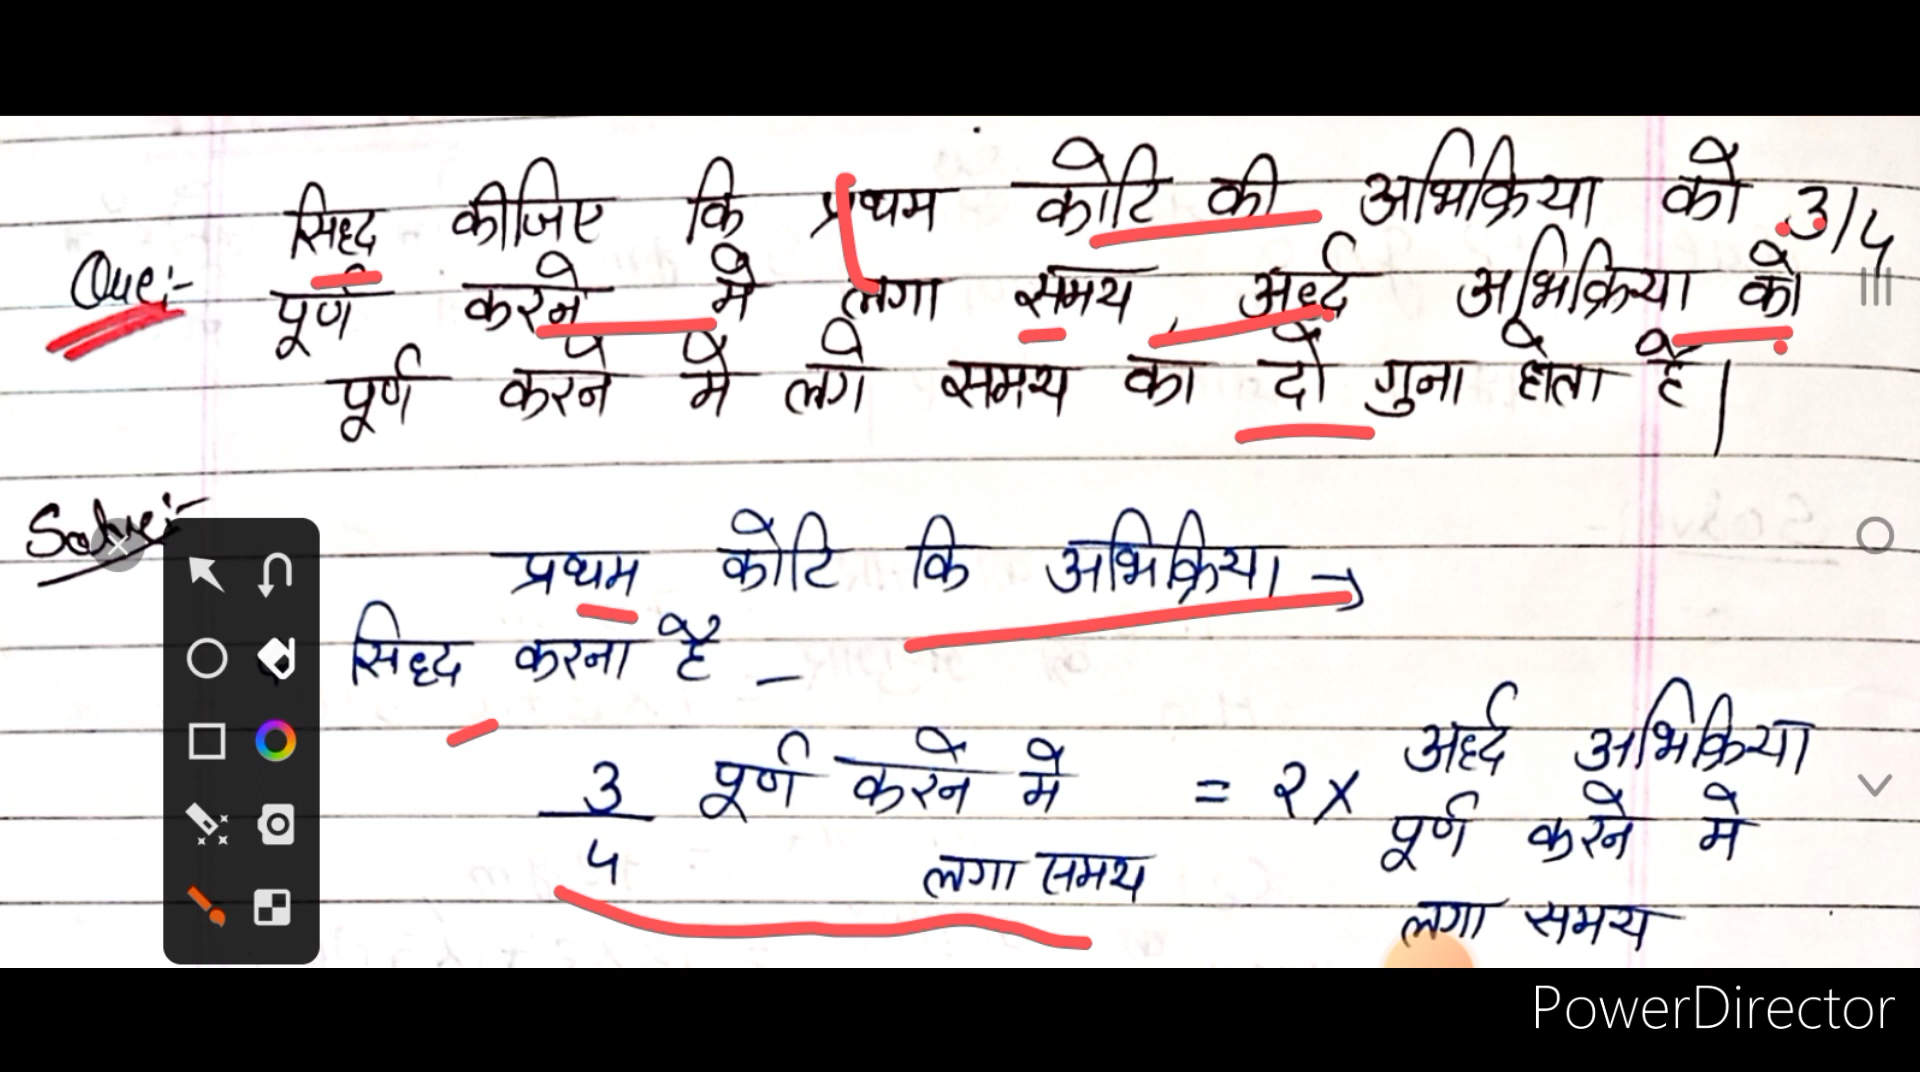 सिध्द कीजिए कि प्रथम कोटि की अभिक्रिया को 3/4
Que:- पूर्ण करने मे लगा समय, अर्ध्द अभिक्रिया को
पूर्ण करने मे लगे समय का दो गुना होता है।
Solve:-
प्रथम कोटि कि अभिक्रिया →
सिध्द करना है -
3/4 पूर्ण करने मे लगा समय = 2 × अर्ध्द अभिक्रिया
पूर्ण करने मे
लगा समय
PowerDirector